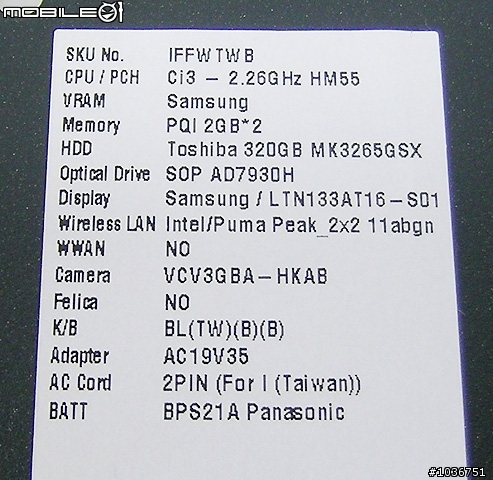 MOBILE01
SKU No. IFFWTWB
CPU / PCH Ci3 – 2.26GHz HM55
VRAM Samsung
Memory PQI 2GB*2
HDD Toshiba 320GB MK3265GSX
Optical Drive SOP AD7930H
Display Samsung / LTN133AT16–S01
Wireless LAN Intel/Puma Peak_2x2 11abgn
WWAN NO
Camera VCV3GBA–HKAB
Felica NO
K/B BL(TW)(B)(B)
Adapter AC19V35
AC Cord 2PIN (For I (Taiwan))
BATT BPS21A Panasonic
#1036751